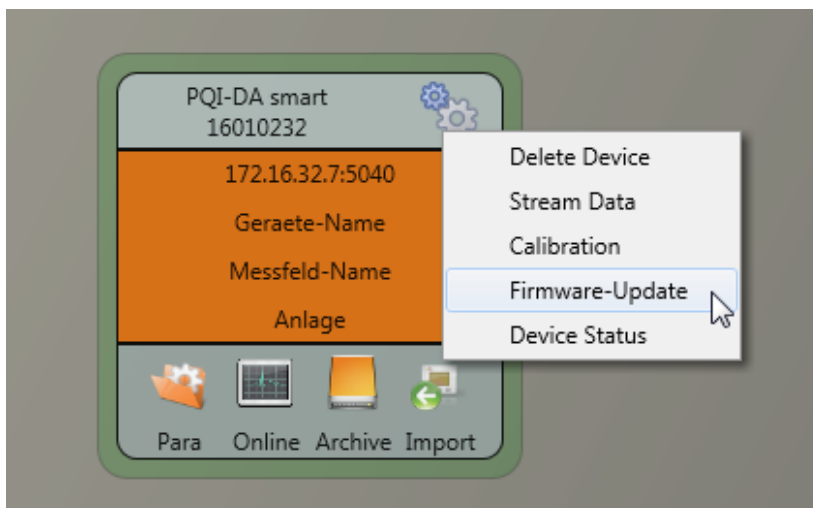 PQI-DA smart
16010232
172.16.32.7:5040
Geraete-Name
Messfeld-Name
Anlage
Para Online Archive Import
Delete Device
Stream Data
Calibration
Firmware-Update
Device Status